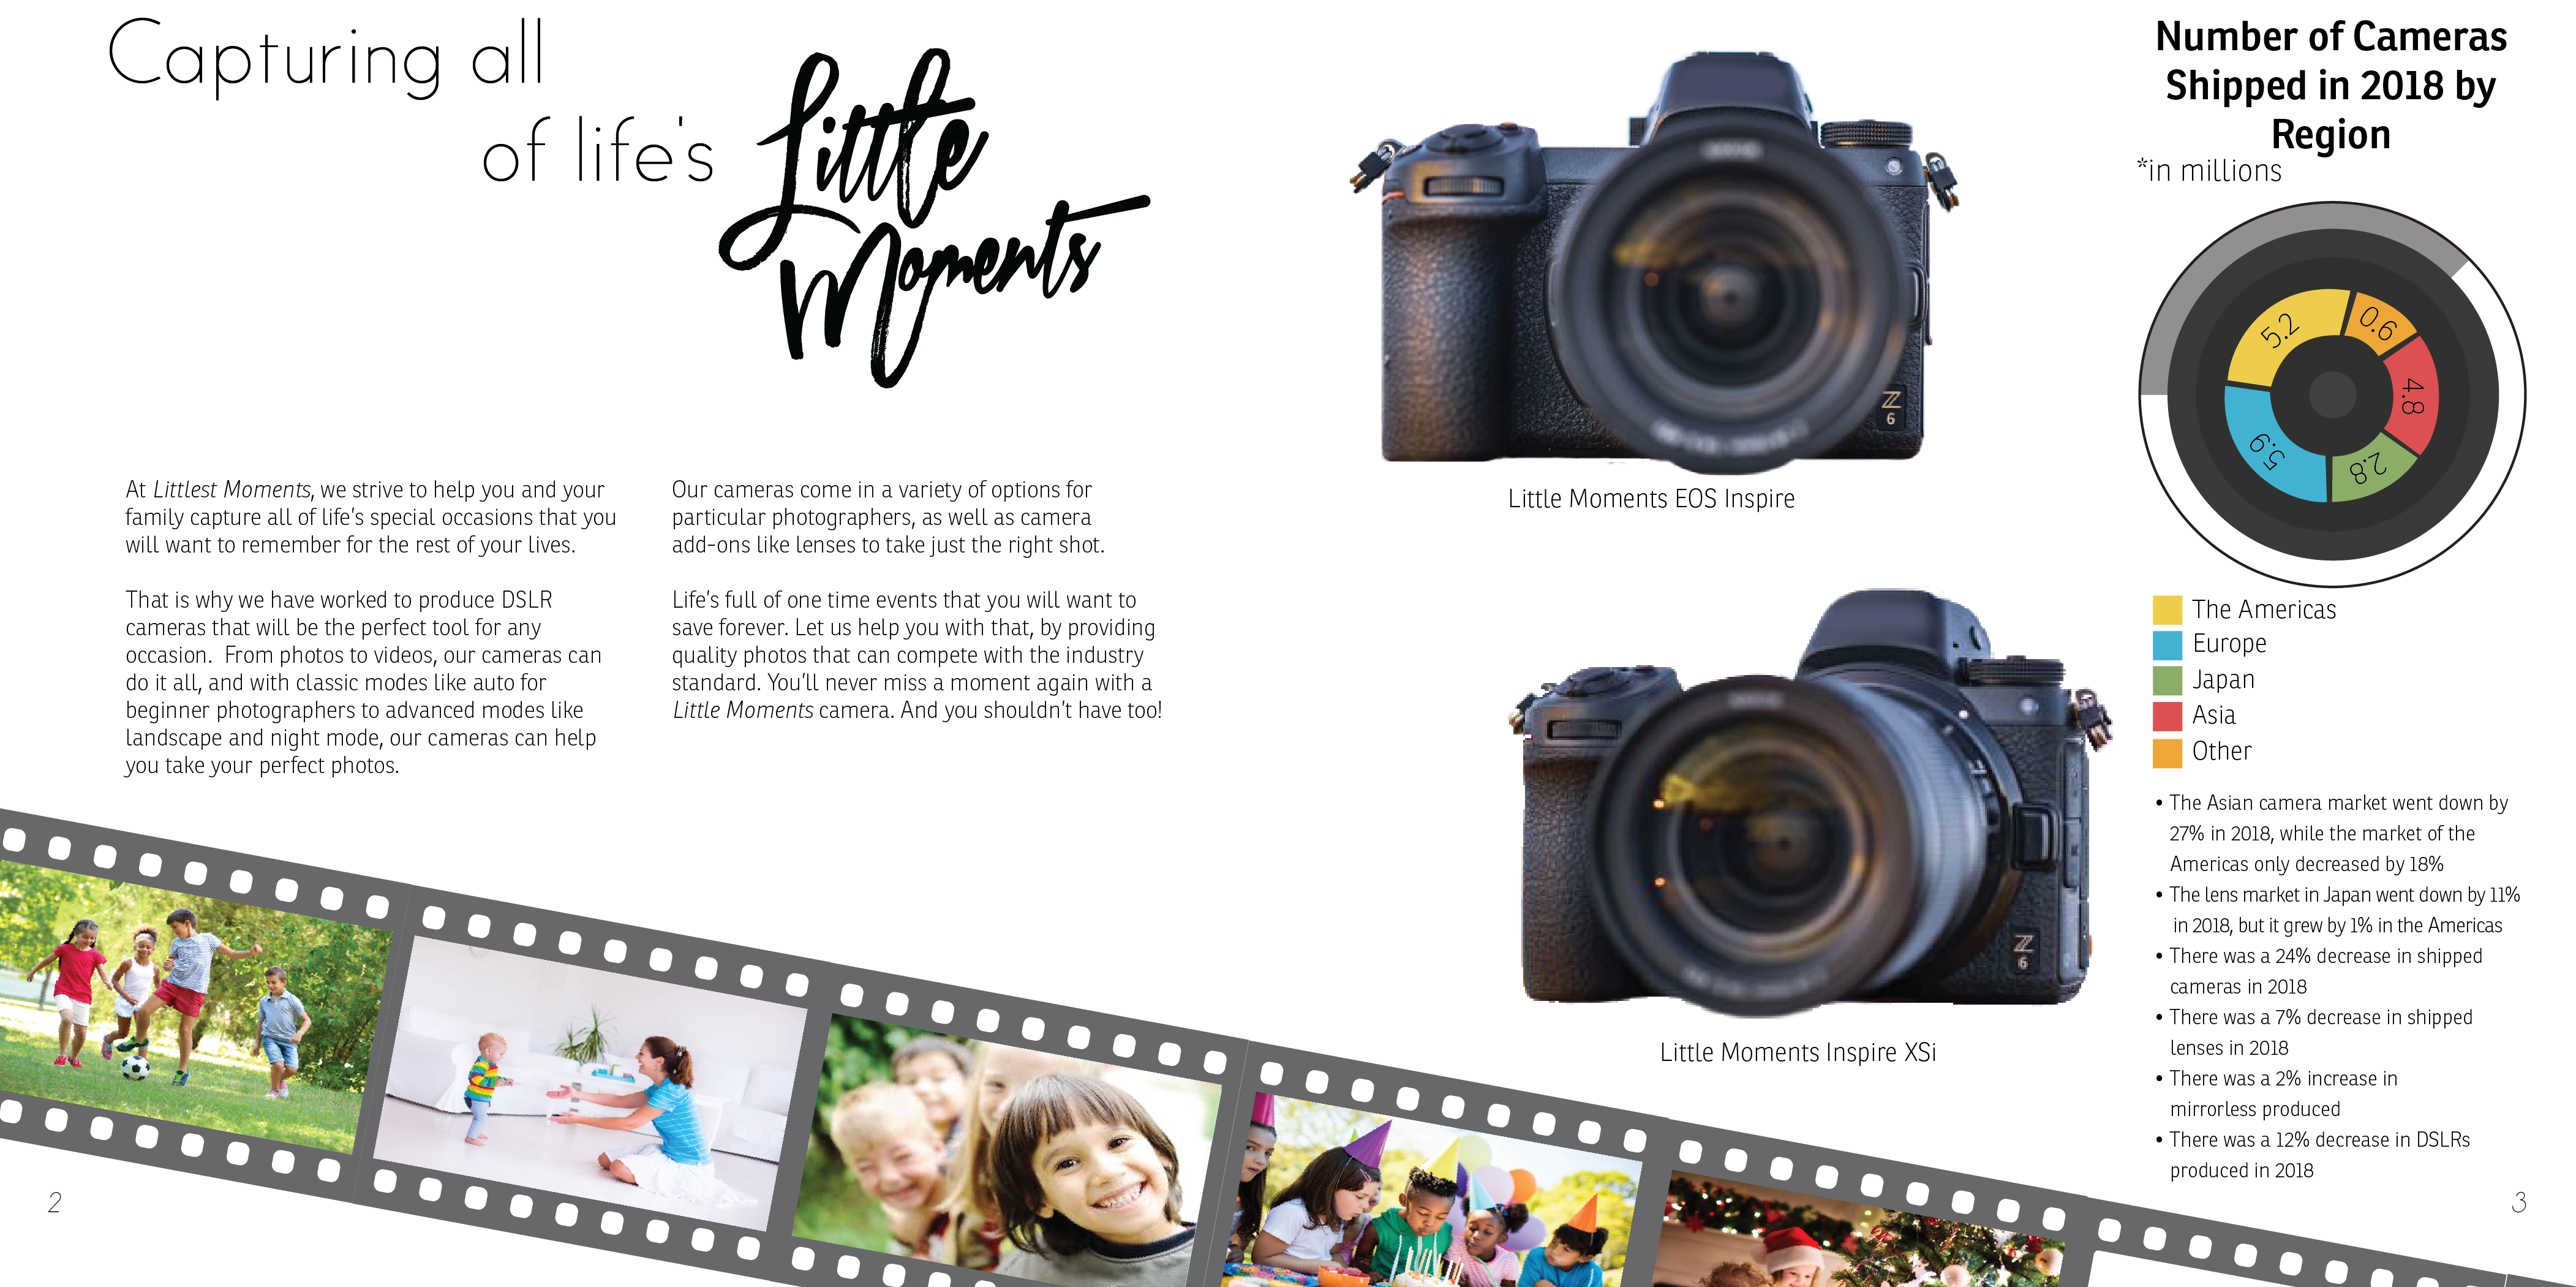 Capturing all
of life's
Little
Moments
At Littlest Moments, we strive to help you and your
family capture all of life's special occasions that you
will want to remember for the rest of your lives.
That is why we have worked to produce DSLR
cameras that will be the perfect tool for any
occasion.  From photos to videos, our cameras can
do it all, and with classic modes like auto for
beginner photographers to advanced modes like
landscape and night mode, our cameras can help
you take your perfect photos.
Our cameras come in a variety of options for
particular photographers, as well as camera
add-ons like lenses to take just the right shot.
Life's full of one time events that you will want to
save forever. Let us help you with that, by providing
quality photos that can compete with the industry
standard. You'll never miss a moment again with a
Little Moments camera. And you shouldn't have too!
2
Z
6
Little Moments EOS Inspire
Z
6
Little Moments Inspire XSi
Number of Cameras
Shipped in 2018 by
Region
*in millions
5.2
0.6
4.8
2.8
5.9
The Americas
Europe
Japan
Asia
Other
• The Asian camera market went down by
27% in 2018, while the market of the
Americas only decreased by 18%
• The lens market in Japan went down by 11%
in 2018, but it grew by 1% in the Americas
• There was a 24% decrease in shipped
cameras in 2018
• There was a 7% decrease in shipped
lenses in 2018
• There was a 2% increase in
mirrorless produced
• There was a 12% decrease in DSLRs
produced in 2018
3